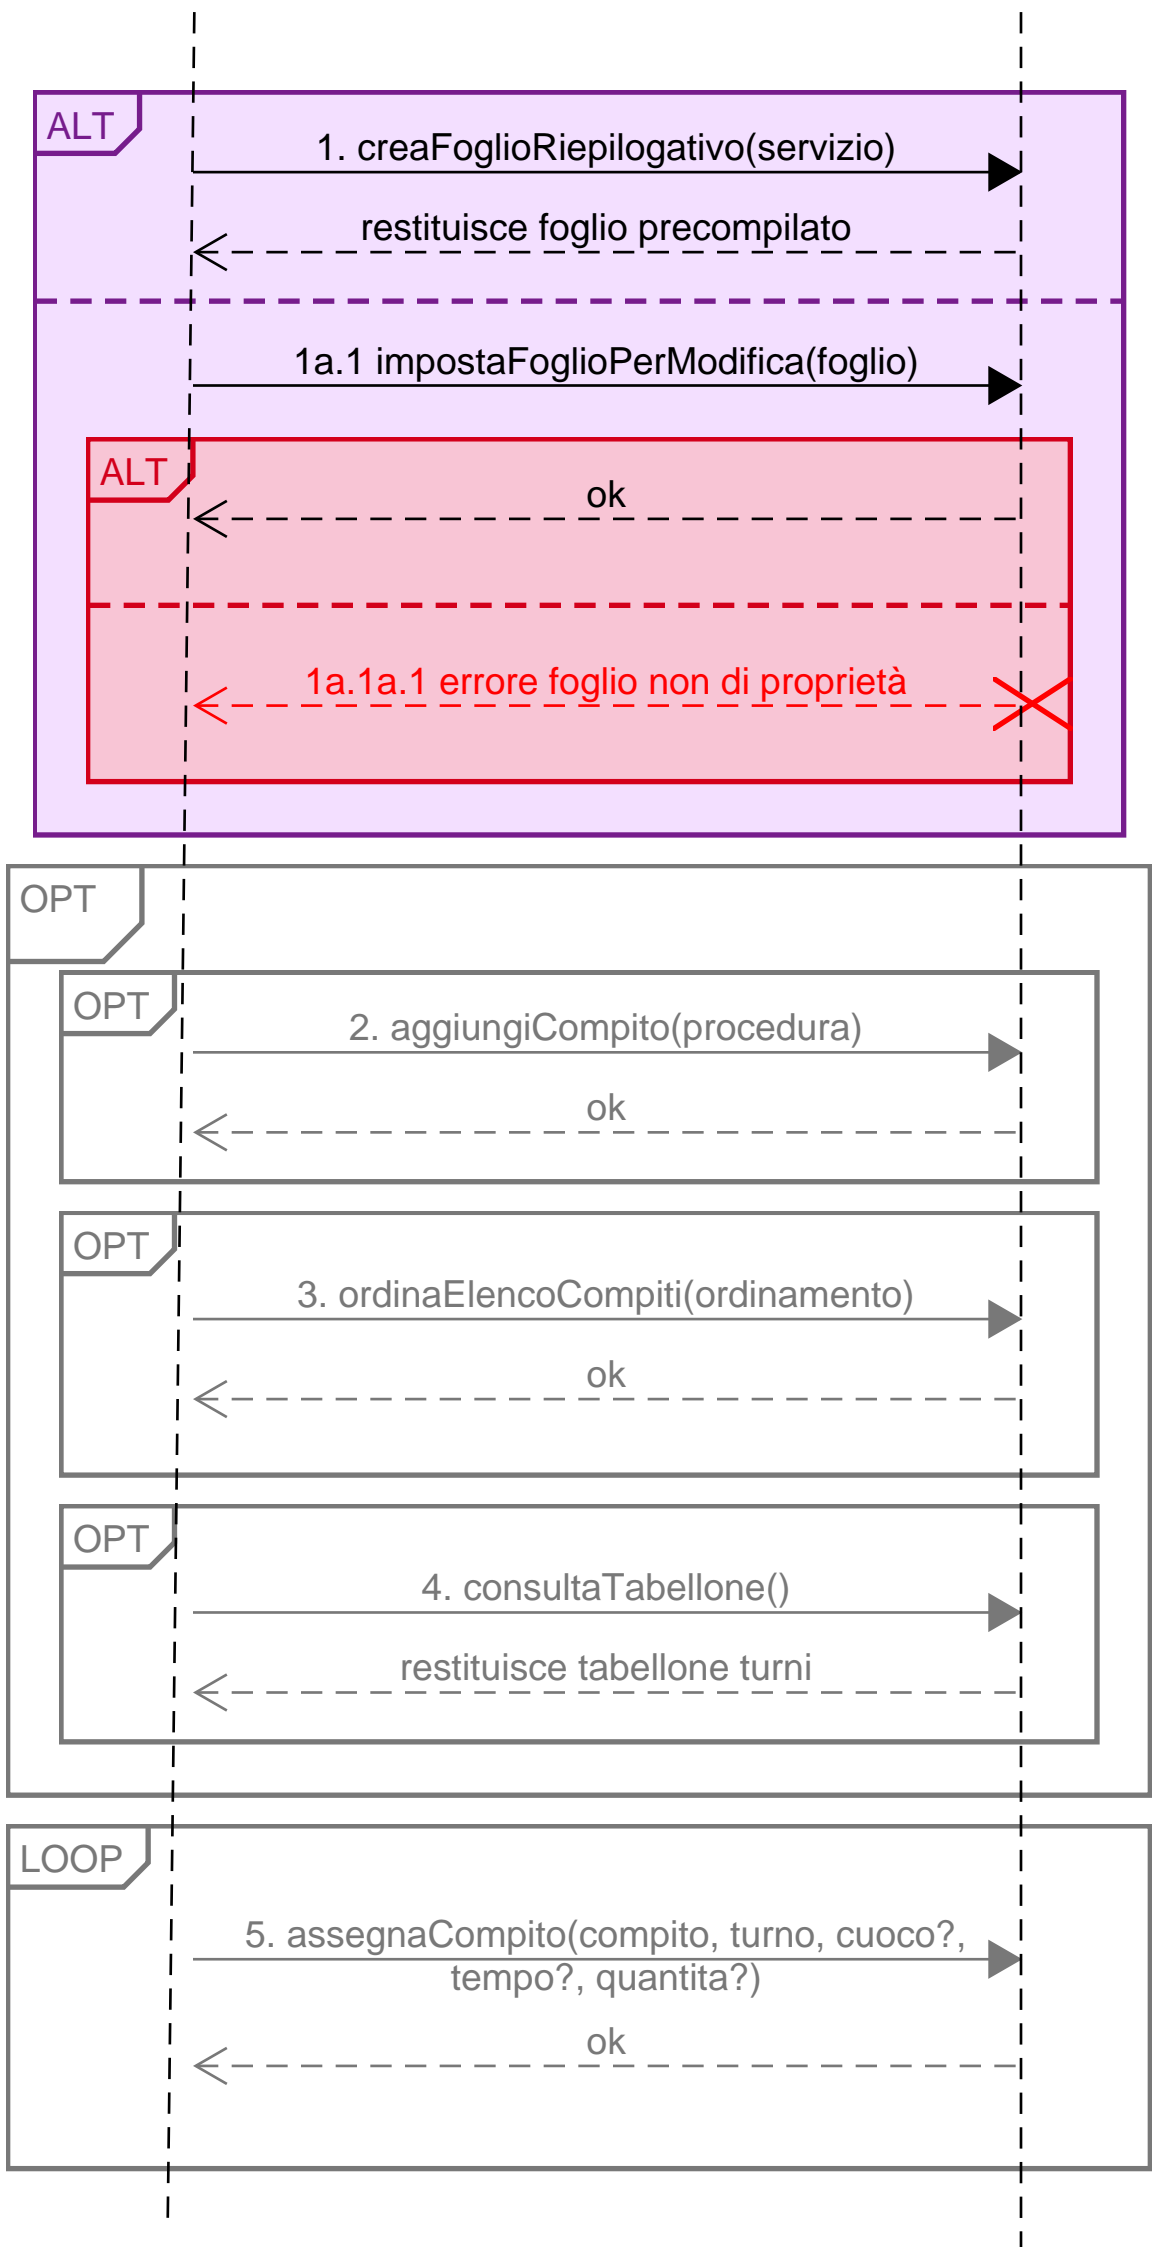 ALT
1. creaFoglioRiepilogativo(servizio)
restituisce foglio precompilato
1a.1 impostaFoglioPerModifica(foglio)
ALT
ok
1a.1a.1 errore foglio non di proprietà
OPT
OPT
2. aggiungiCompito(procedura)
ok
OPT
3. ordinaElencoCompiti(ordinamento)
ok
OPT
4. consultaTabellone()
restituisce tabellone turni
LOOP
5. assegnaCompito(compito, turno, cuoco?,
tempo?, quantita?)
ok